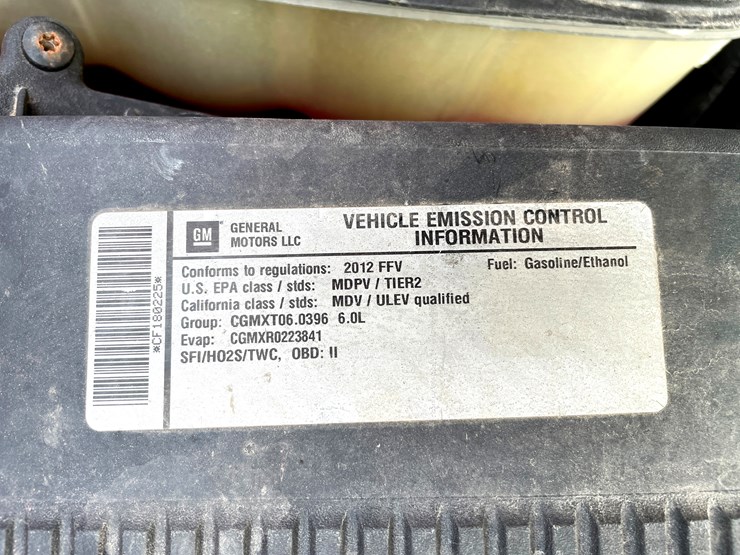 GM
GENERAL
MOTORS LLC
VEHICLE EMISSION CONTROL
INFORMATION
Conforms to regulations: 2012 FFV
Fuel: Gasoline/Ethanol
U.S. EPA class / stds: MDPV / TIER2
California class / stds: MDV / ULEV qualified
Group: CGMXT06.0396 6.0L
Evap: CGMXR0223841
SFI/HO2S/TWC, OBD: II
*CF180225*